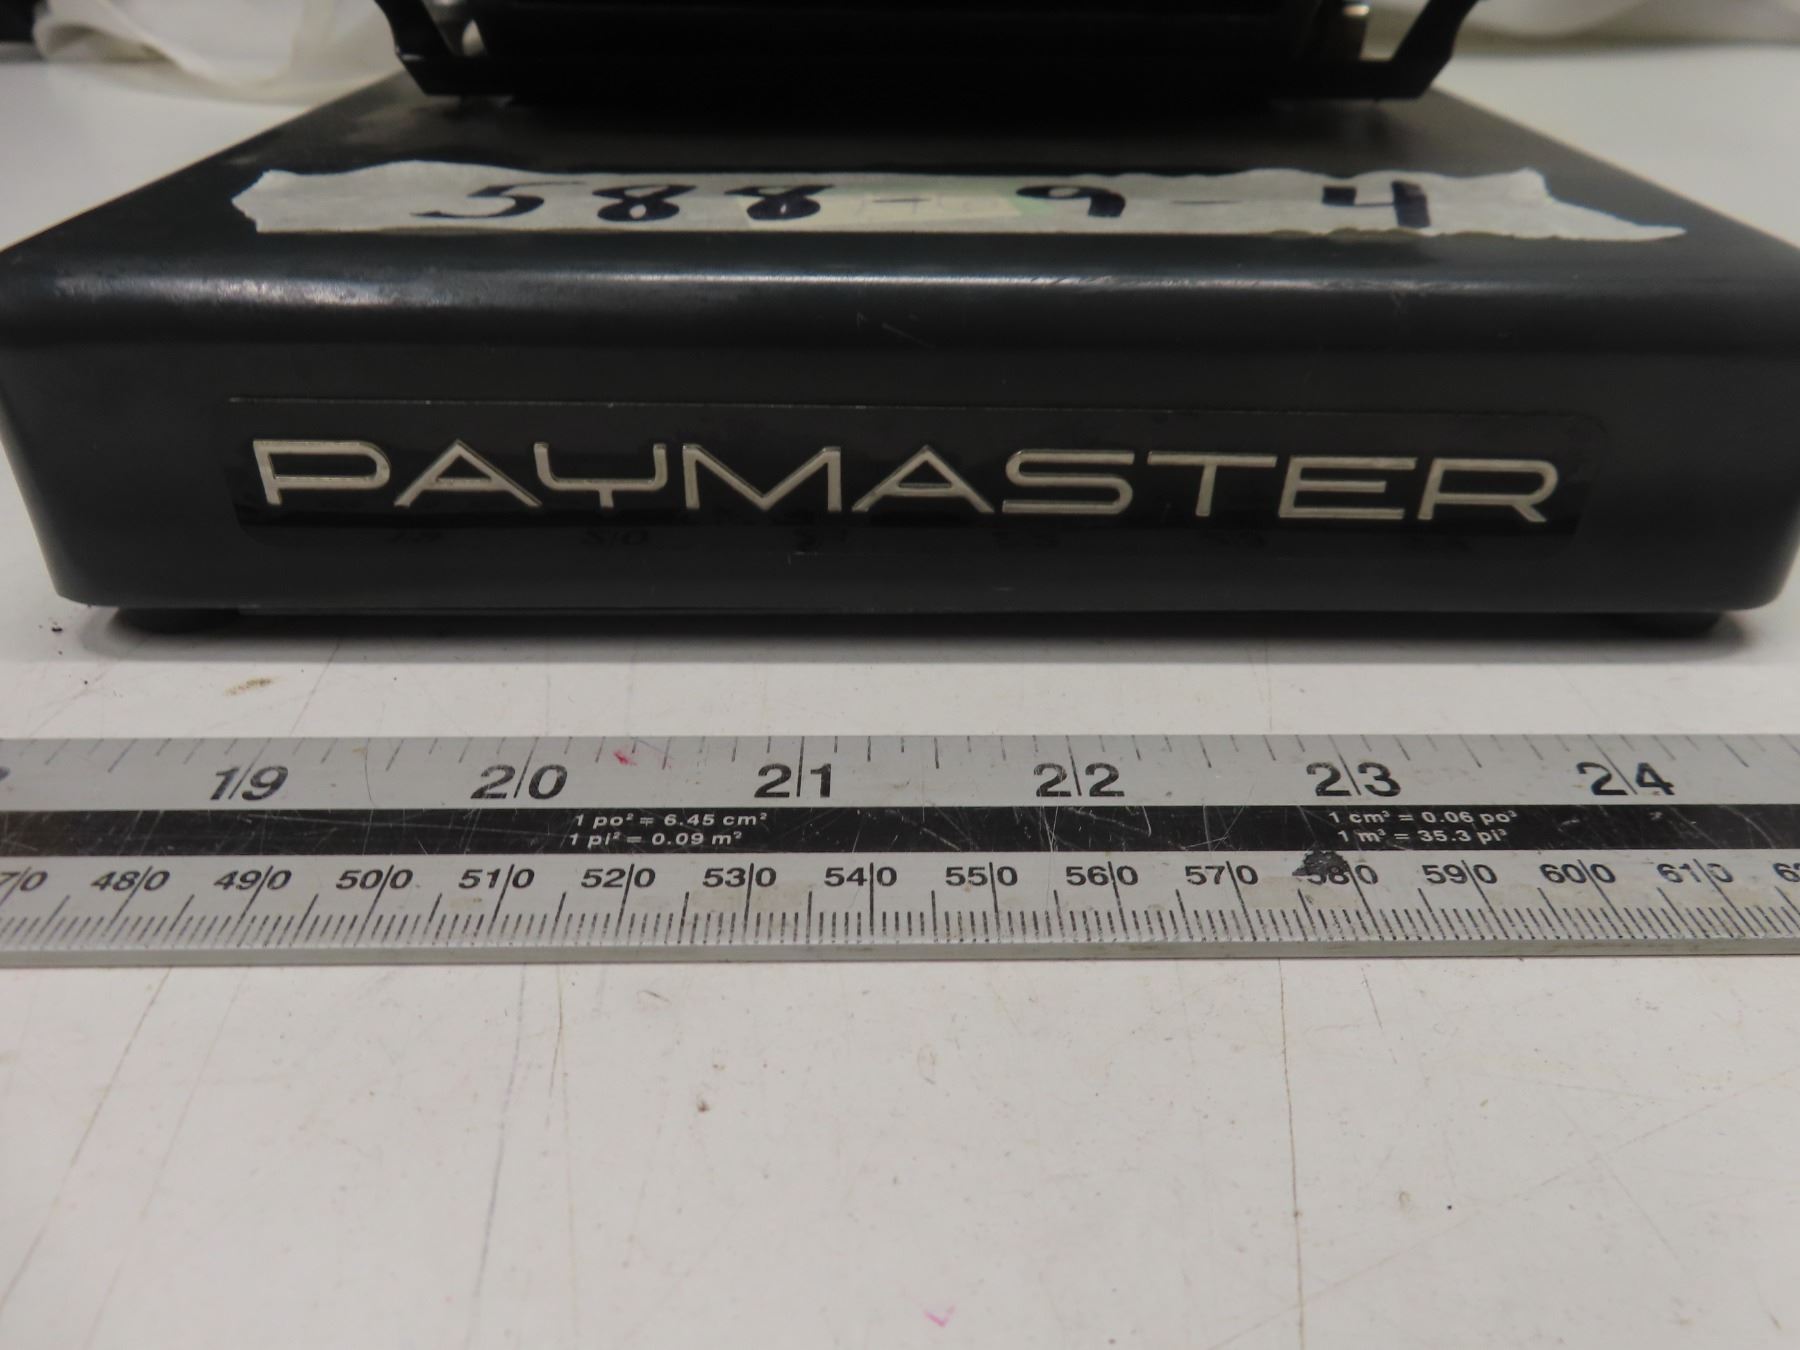 588-9-4
PAYMASTER
19 20 21 22 23 24
1 po² = 6.45 cm² 1 cm³ = 0.06 po³
1 pi² = 0.09 m² 1 m³ = 35.3 pi³
480 490 500 510 520 530 540 550 560 570 580 590 600 610